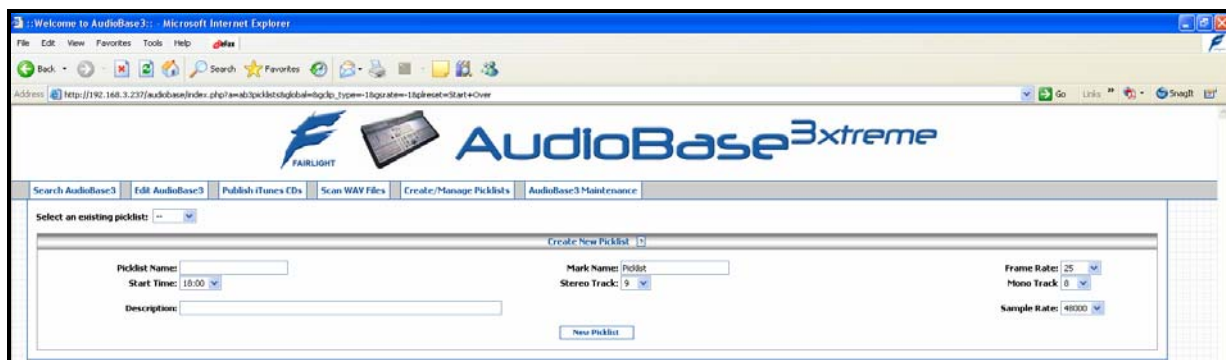 ::Welcome to AudioBase3:: - Microsoft Internet Explorer
File Edit View Favorites Tools Help
Back Search Favorites
Address http://192.168.3.237/audiobase/index.php?a=ab3picklists&global=&gclip_type=-1&gsrate=-1&plreset=Start+Over Go Links » SnagIt
FAIRLIGHT AudioBase3xtreme
Search AudioBase3 Edit AudioBase3 Publish iTunes CDs Scan WAV Files Create/Manage Picklists AudioBase3 Maintenance
Select an existing picklist: --
Create New Picklist ?
Picklist Name: Mark Name: Picklist Frame Rate: 25
Start Time: 18:00 Stereo Track: 9 Mono Track 8
Description: Sample Rate: 48000
New Picklist